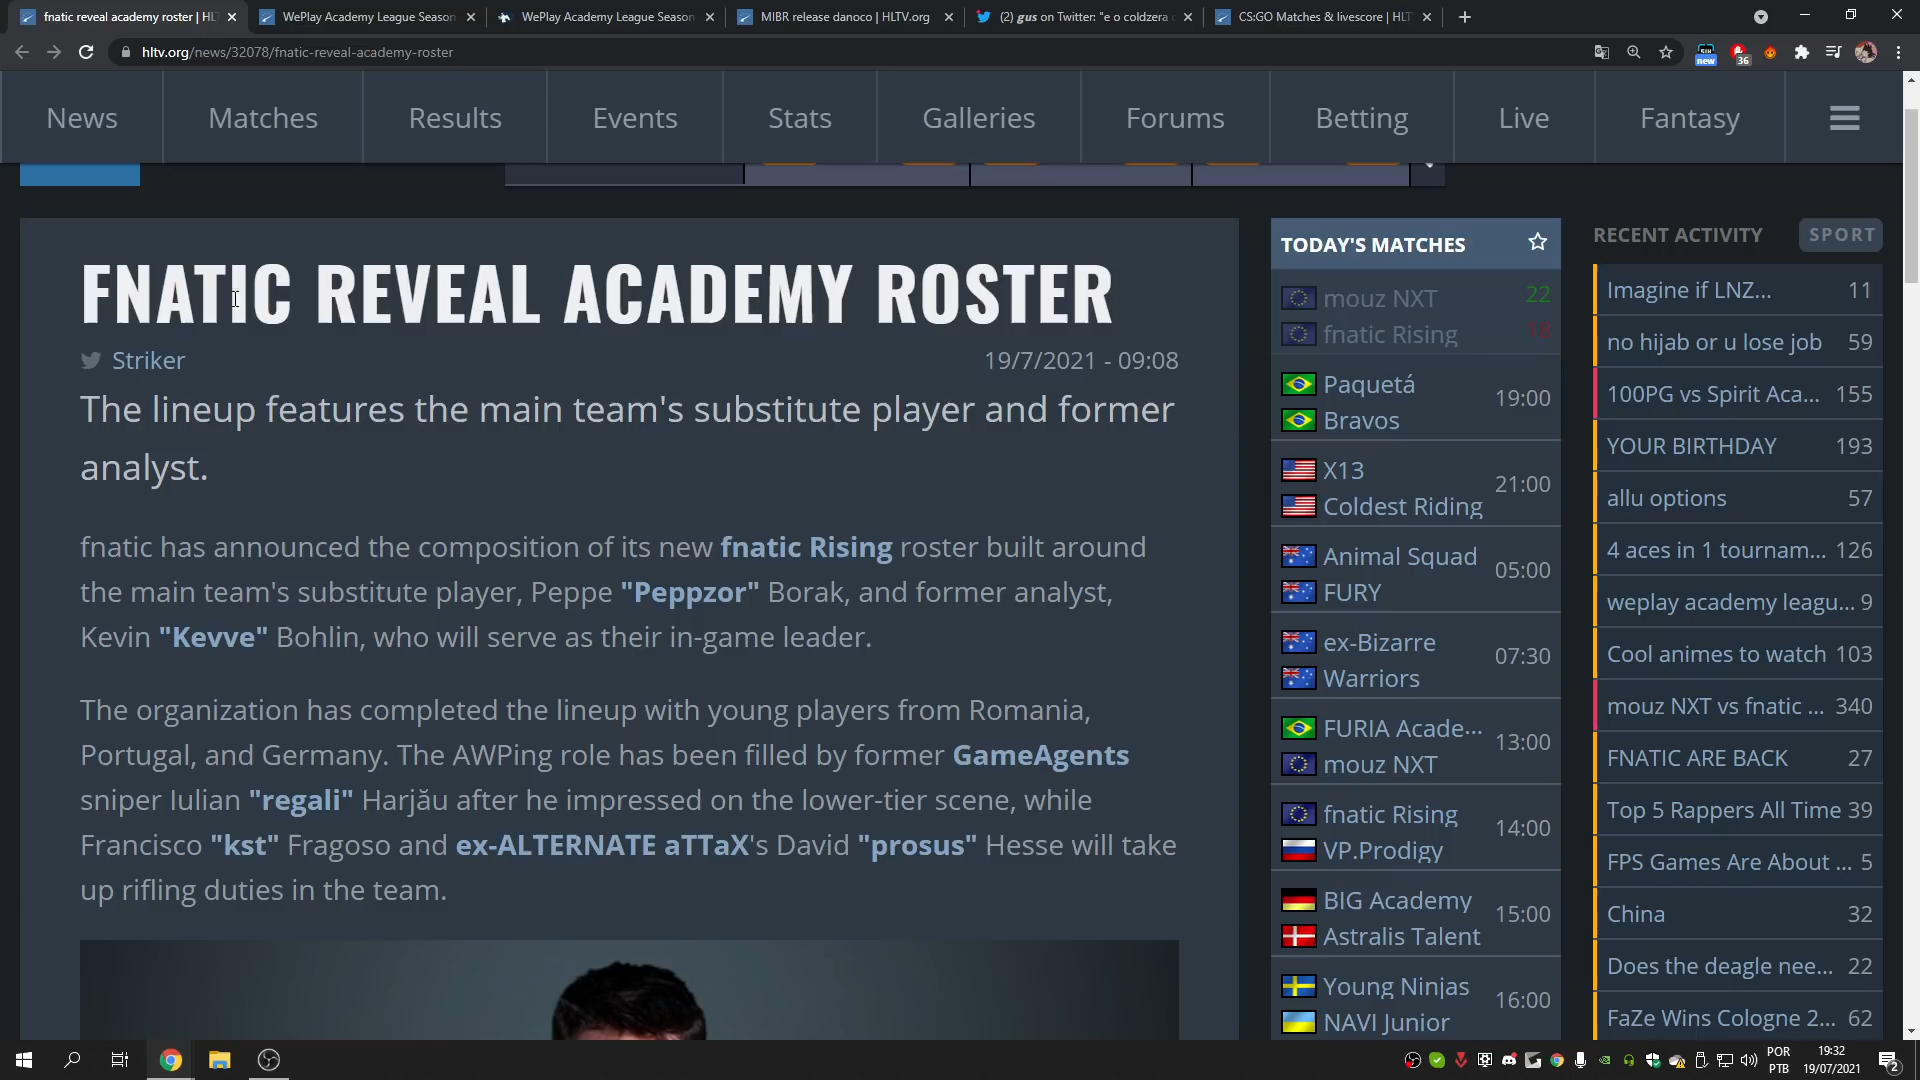 fnatic reveal academy roster | HL
WePlay Academy League Season
WePlay Academy League Season
MIBR release danoco | HLTV.org
(2) gus on Twitter: "e o coldzera
CS:GO Matches & livescore | HLT
hltv.org/news/32078/fnatic-reveal-academy-roster
new
36
News
Matches
Results
Events
Stats
Galleries
Forums
Betting
Live
Fantasy
FNATIC REVEAL ACADEMY ROSTER
Striker
19/7/2021 - 09:08
The lineup features the main team's substitute player and former
analyst.
fnatic has announced the composition of its new fnatic Rising roster built around
the main team's substitute player, Peppe "Peppzor" Borak, and former analyst,
Kevin "Kevve" Bohlin, who will serve as their in-game leader.
The organization has completed the lineup with young players from Romania,
Portugal, and Germany. The AWPing role has been filled by former GameAgents
sniper Iulian "regali" Harjău after he impressed on the lower-tier scene, while
Francisco "kst" Fragoso and ex-ALTERNATE aTTaX's David "prosus" Hesse will take
up rifling duties in the team.
TODAY'S MATCHES
mouz NXT 22
fnatic Rising 18
Paquetá
19:00
Bravos
X13
21:00
Coldest Riding
Animal Squad
05:00
FURY
ex-Bizarre
07:30
Warriors
FURIA Acade...
13:00
mouz NXT
fnatic Rising
14:00
VP.Prodigy
BIG Academy
15:00
Astralis Talent
Young Ninjas
16:00
NAVI Junior
RECENT ACTIVITY SPORT
Imagine if LNZ... 11
no hijab or u lose job 59
100PG vs Spirit Aca... 155
YOUR BIRTHDAY 193
allu options 57
4 aces in 1 tournam... 126
weplay academy leagu... 9
Cool animes to watch 103
mouz NXT vs fnatic ... 340
FNATIC ARE BACK 27
Top 5 Rappers All Time 39
FPS Games Are About ... 5
China 32
Does the deagle nee... 22
FaZe Wins Cologne 2... 62
POR
PTB
19:32
19/07/2021
2